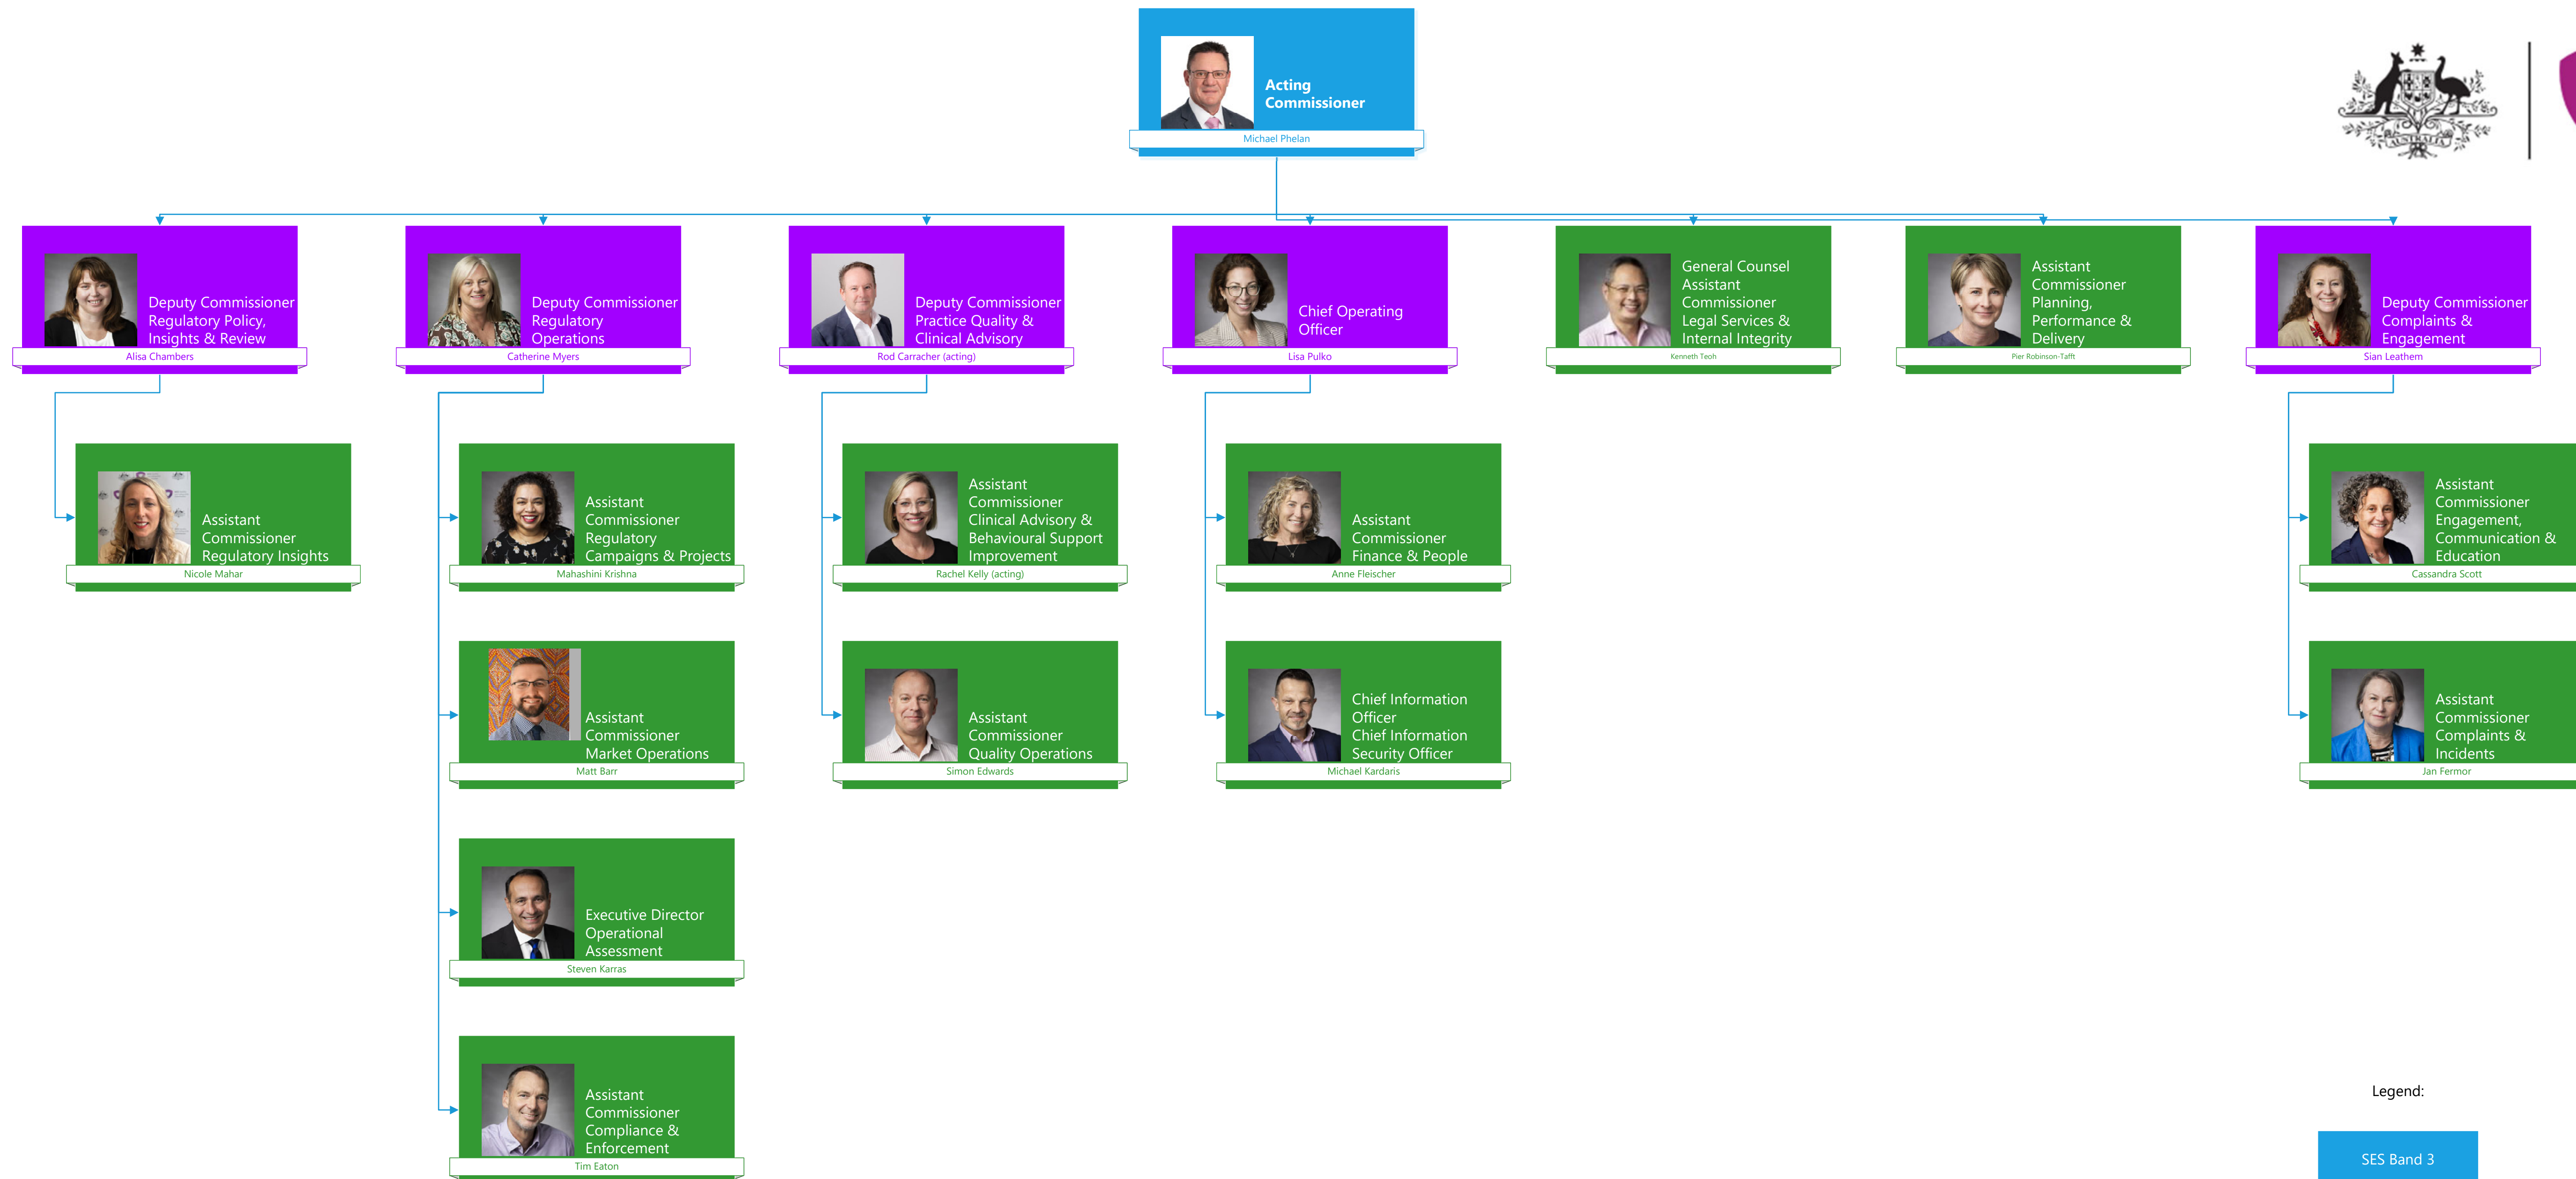 Acting
Commissioner
Michael Phelan
AUSTRALIA
Deputy Commissioner
Regulatory Policy,
Insights & Review
Alisa Chambers
Deputy Commissioner
Regulatory
Operations
Catherine Myers
Deputy Commissioner
Practice Quality &
Clinical Advisory
Rod Carracher (acting)
Chief Operating
Officer
Lisa Pulko
General Counsel
Assistant
Commissioner
Legal Services &
Internal Integrity
Kenneth Teoh
Assistant
Commissioner
Planning,
Performance &
Delivery
Pier Robinson-Tafft
Deputy Commissioner
Complaints &
Engagement
Sian Leathem
Assistant
Commissioner
Regulatory Insights
Nicole Mahar
Assistant
Commissioner
Regulatory
Campaigns & Projects
Mahashini Krishna
Assistant
Commissioner
Clinical Advisory &
Behavioural Support
Improvement
Rachel Kelly (acting)
Assistant
Commissioner
Finance & People
Anne Fleischer
Assistant
Commissioner
Engagement,
Communication &
Education
Cassandra Scott
Assistant
Commissioner
Market Operations
Matt Barr
Assistant
Commissioner
Quality Operations
Simon Edwards
Chief Information
Officer
Chief Information
Security Officer
Michael Kardaris
Assistant
Commissioner
Complaints &
Incidents
Jan Fermor
Executive Director
Operational
Assessment
Steven Karras
Assistant
Commissioner
Compliance &
Enforcement
Tim Eaton
Legend:
SES Band 3